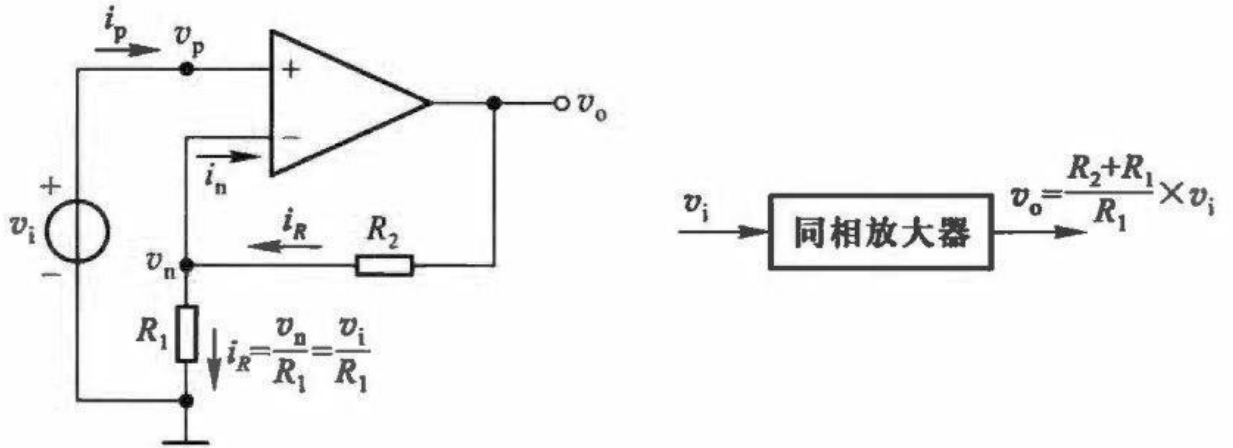 i_p
v_p
+
−
v_o
i_n
+
v_i
−
i_R
R_2
v_n
R_1
i_R=v_n/R_1=v_i/R_1
v_i
同相放大器
v_o=(R_2+R_1)/R_1×v_i